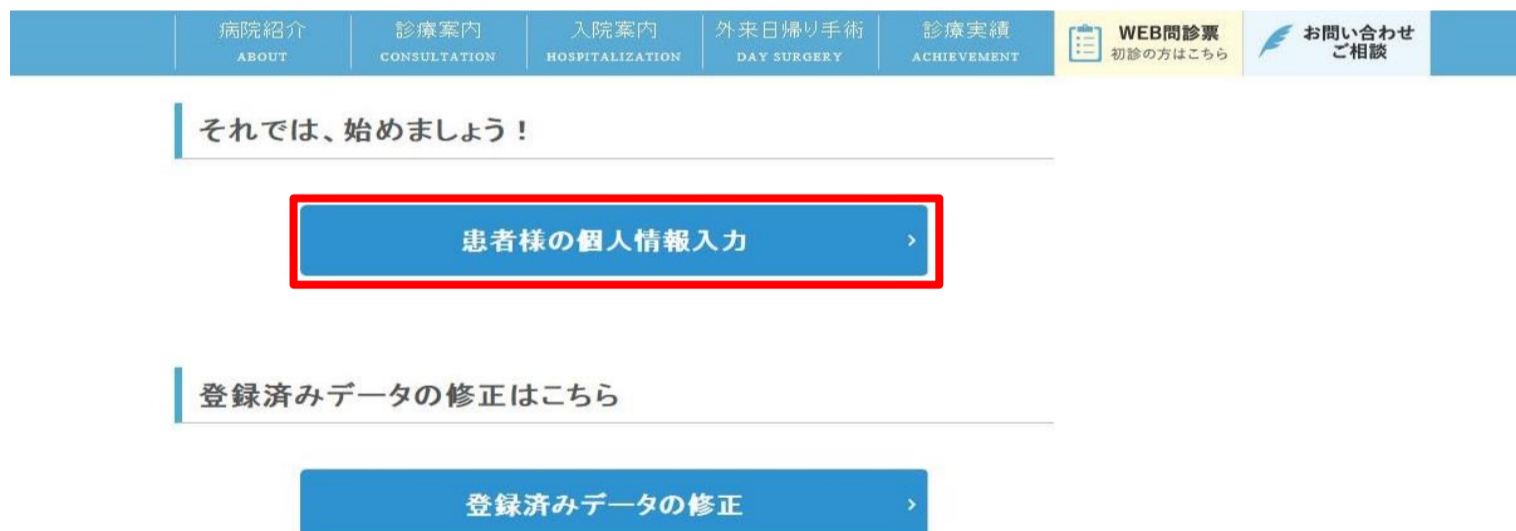 病院紹介
ABOUT
診療案内
CONSULTATION
入院案内
HOSPITALIZATION
外来日帰り手術
DAY SURGERY
診療実績
ACHIEVEMENT
WEB問診票
初診の方はこちら
お問い合わせ
ご相談
それでは、始めましょう！
患者様の個人情報入力 ›
登録済みデータの修正はこちら
登録済みデータの修正 ›